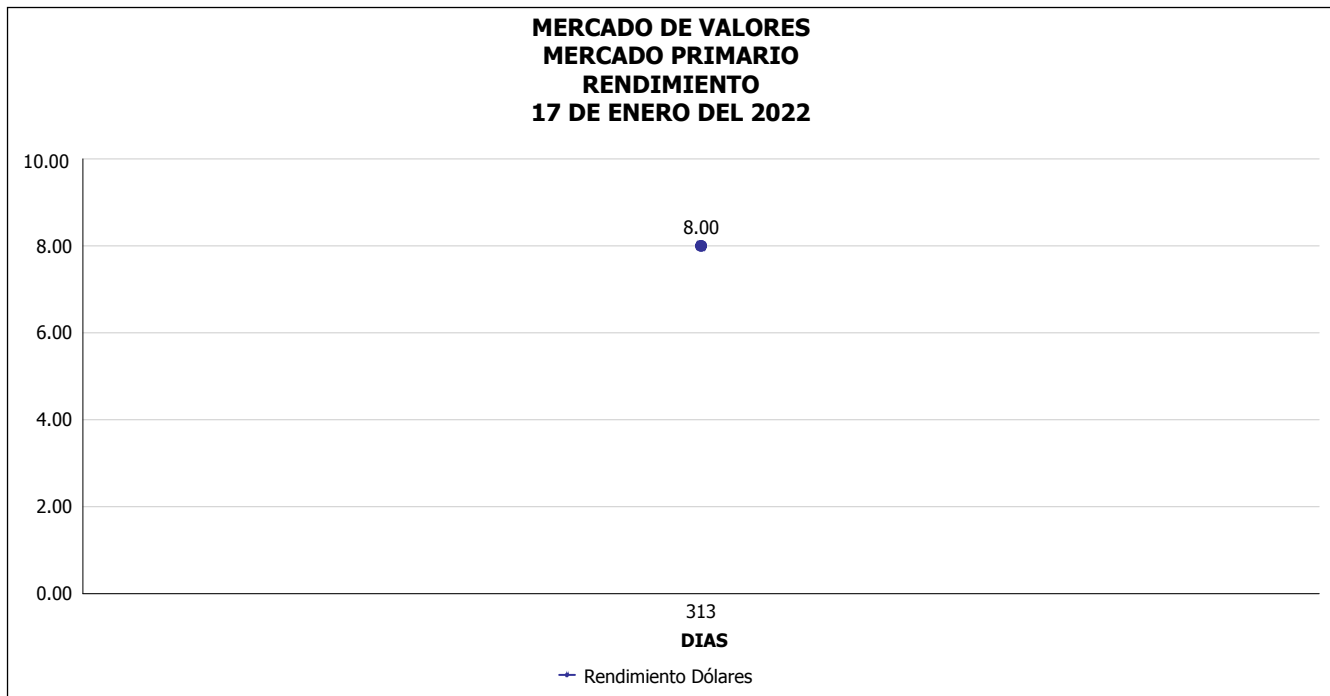 MERCADO DE VALORES
MERCADO PRIMARIO
RENDIMIENTO
17 DE ENERO DEL 2022
10.00
8.00
8.00
6.00
4.00
2.00
0.00
313
DIAS
Rendimiento Dólares